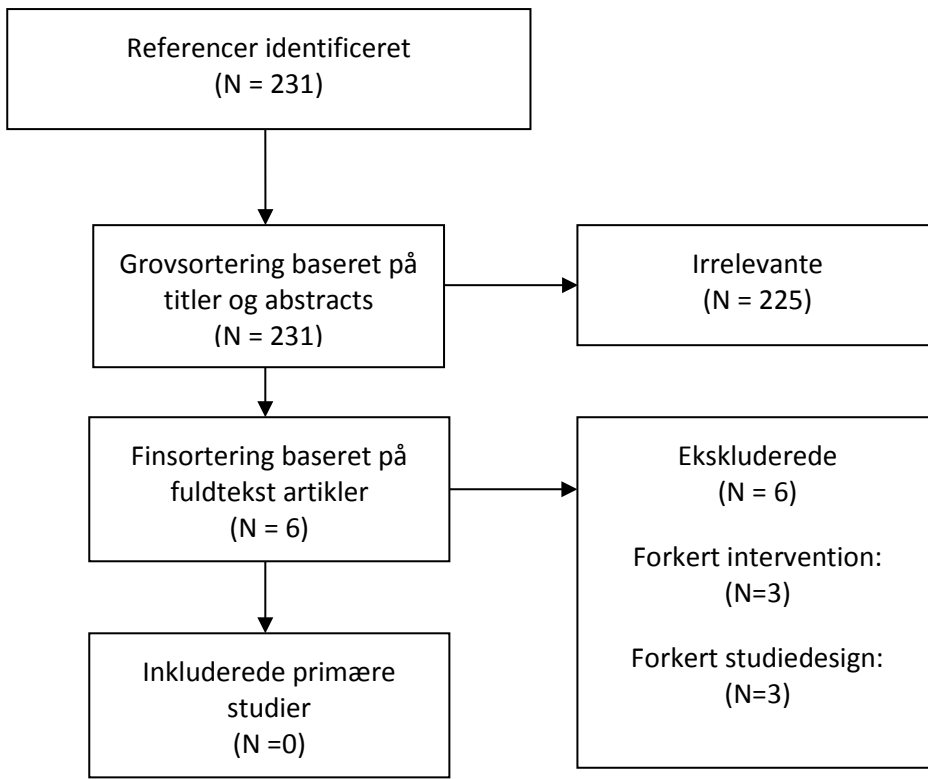 Referencer identificeret
(N = 231)
Grovsortering baseret på
titler og abstracts
(N = 231)
Irrelevante
(N = 225)
Finsortering baseret på
fuldtekst artikler
(N = 6)
Ekskluderede
(N = 6)
Forkert intervention:
(N=3)
Forkert studiedesign:
(N=3)
Inkluderede primære
studier
(N =0)